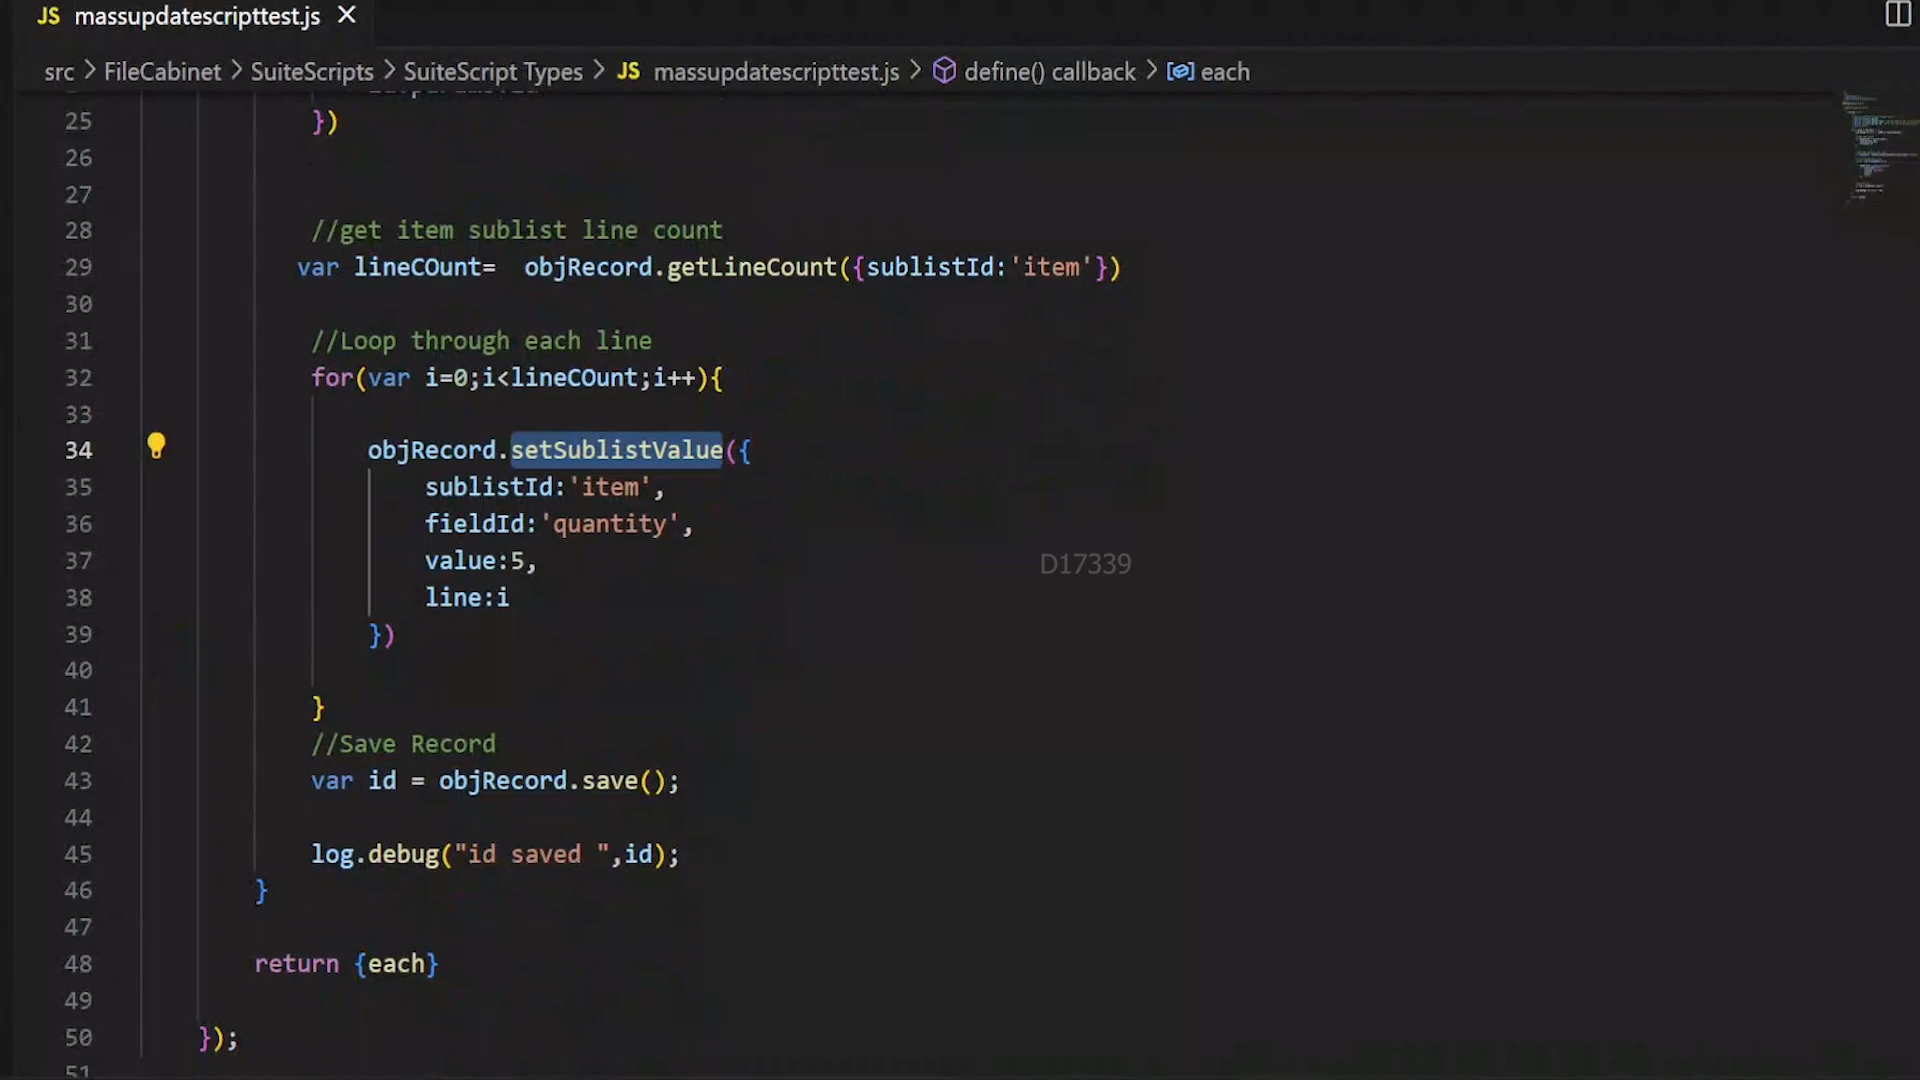 JS massupdatescripttest.js ×
src > FileCabinet > SuiteScripts > SuiteScript Types > JS massupdatescripttest.js > define() callback > each
25 })
26
27
28 //get item sublist line count
29 var lineCOunt=  objRecord.getLineCount({sublistId:'item'})
30
31 //Loop through each line
32 for(var i=0;i<lineCOunt;i++){
33
34 objRecord.setSublistValue({
35 sublistId:'item',
36 fieldId:'quantity',
37 value:5,
38 line:i
39 })
40
41 }
42 //Save Record
43 var id = objRecord.save();
44
45 log.debug("id saved ",id);
46 }
47
48 return {each}
49
50 });
51
D17339